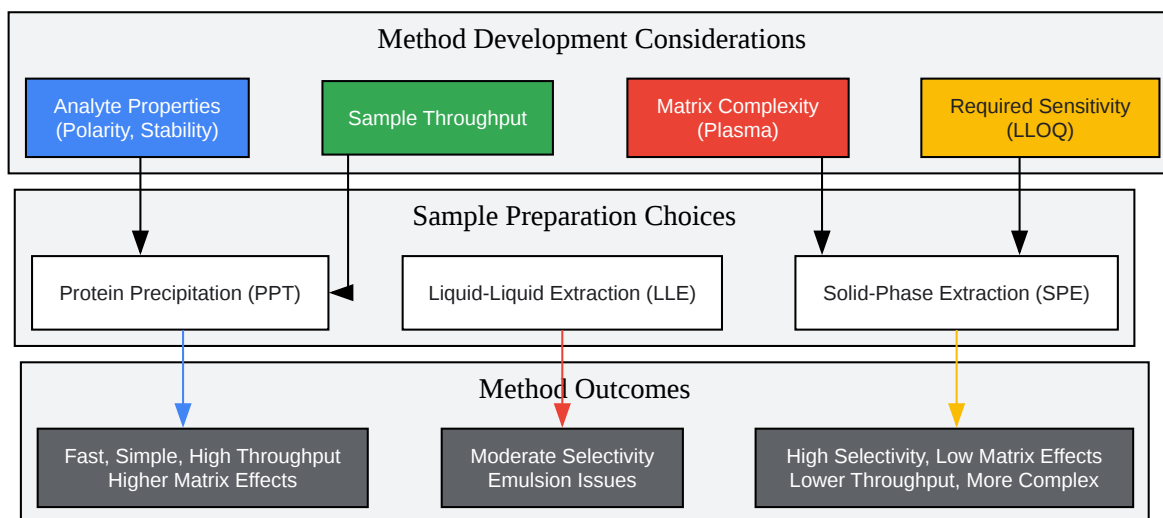 Method Development Considerations
Analyte Properties
(Polarity, Stability)
Sample Throughput
Matrix Complexity
(Plasma)
Required Sensitivity
(LLOQ)
Sample Preparation Choices
Protein Precipitation (PPT)
Liquid-Liquid Extraction (LLE)
Solid-Phase Extraction (SPE)
Method Outcomes
Fast, Simple, High Throughput
Higher Matrix Effects
Moderate Selectivity
Emulsion Issues
High Selectivity, Low Matrix Effects
Lower Throughput, More Complex